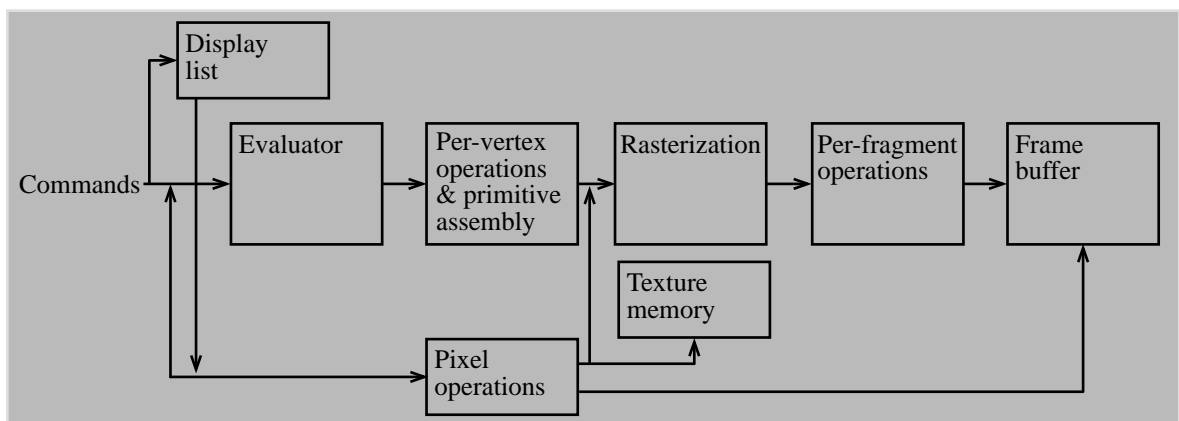 Display
list
Evaluator
Per-vertex
operations
& primitive
assembly
Rasterization
Per-fragment
operations
Frame
buffer
Commands
Texture
memory
Pixel
operations